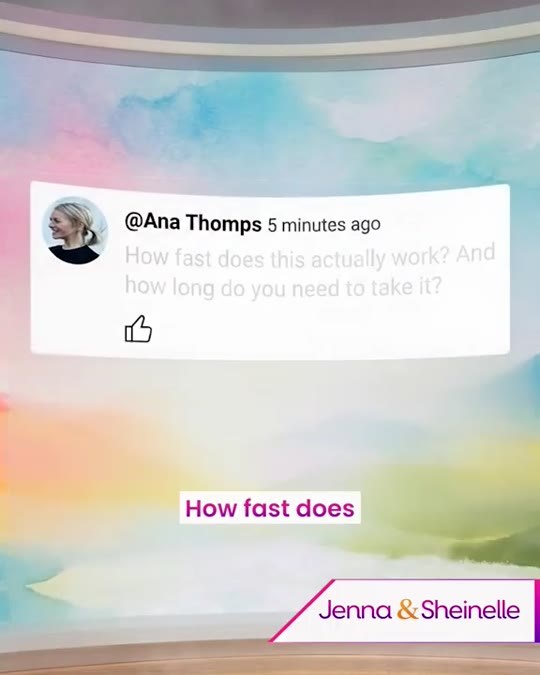 @Ana Thomps 5 minutes ago
How fast does this actually work? And
how long do you need to take it?
How fast does
Jenna & Sheinelle